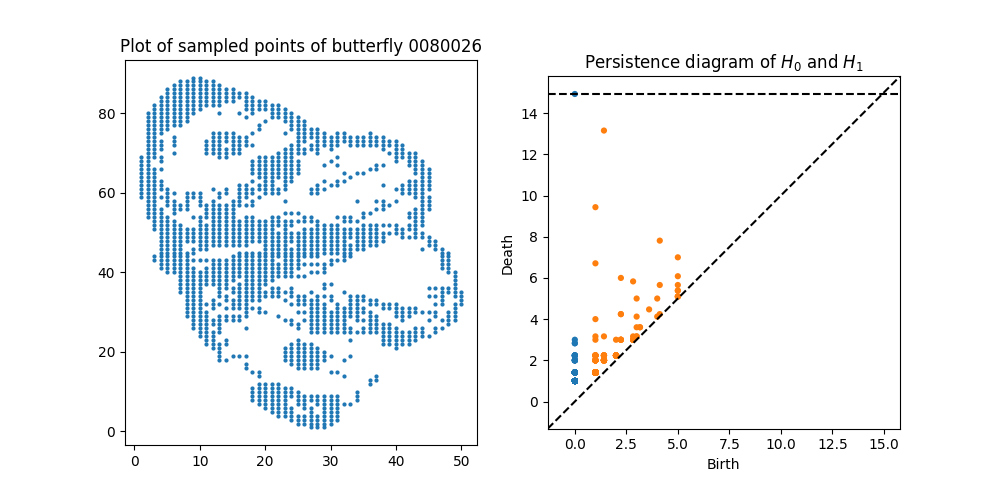 Plot of sampled points of butterfly 0080026
80
60
40
20
0
0 10 20 30 40 50
Persistence diagram of H₀ and H₁
14
12
10
8
6
4
2
0
Death
0.0 2.5 5.0 7.5 10.0 12.5 15.0
Birth